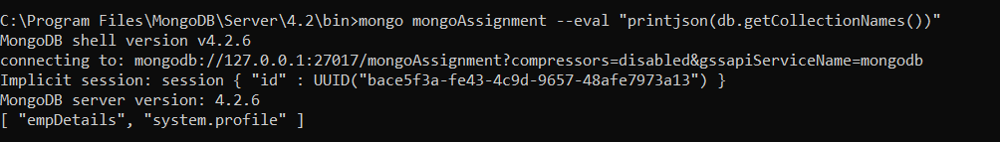 C:\Program Files\MongoDB\Server\4.2\bin>mongo mongoAssignment --eval "printjson(db.getCollectionNames())"
MongoDB shell version v4.2.6
connecting to: mongodb://127.0.0.1:27017/mongoAssignment?compressors=disabled&gssapiServiceName=mongodb
Implicit session: session { "id" : UUID("bace5f3a-fe43-4c9d-9657-48afe7973a13") }
MongoDB server version: 4.2.6
[ "empDetails", "system.profile" ]